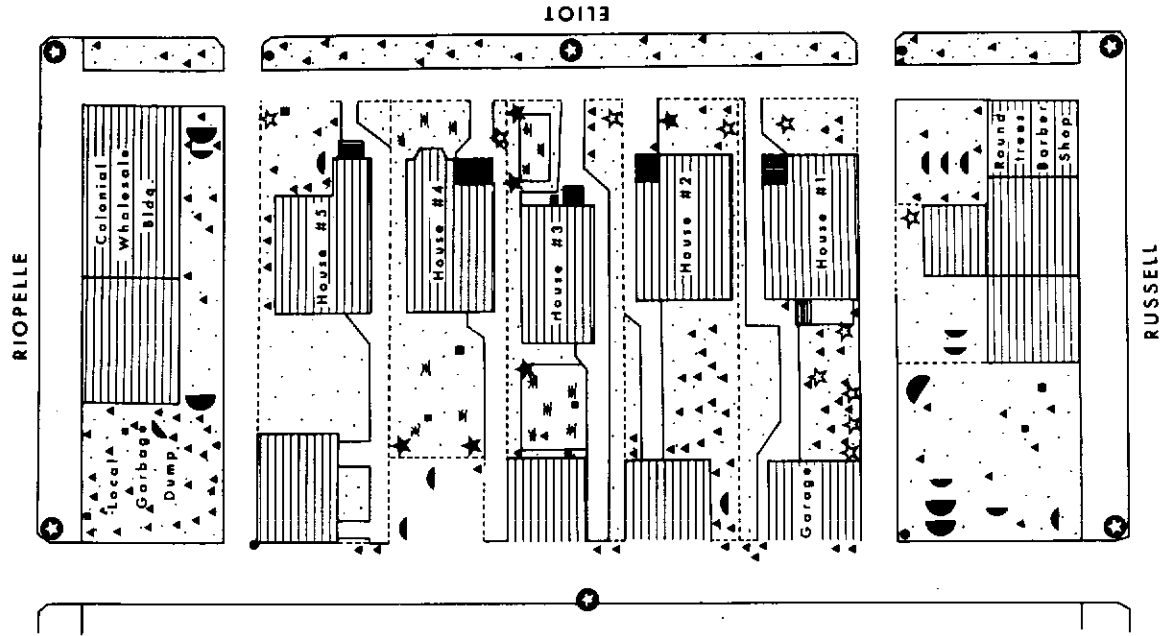 ELIOT
RIOPELLE
Colonial
Wholesale
Bldg.
Local
Garbage
Dump
House #5
House #4
House #3
House #2
House #1
Garage
Round
trees
Barber
Shop
RUSSELL